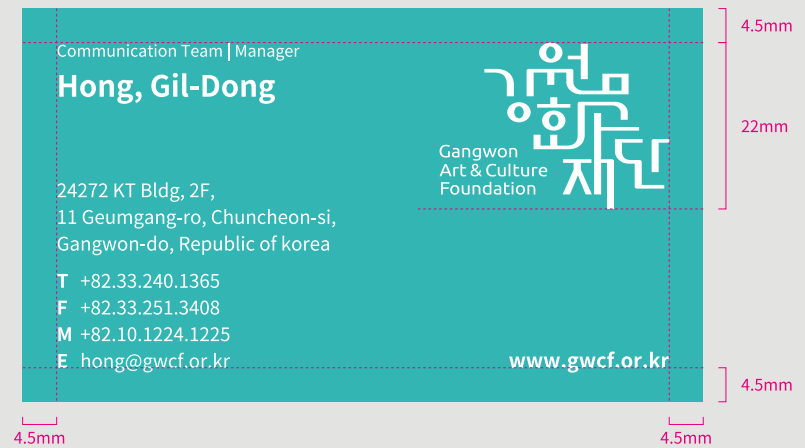 Communication Team | Manager
Hong, Gil-Dong
강원문화재단
Gangwon
Art & Culture
Foundation
24272 KT Bldg, 2F,
11 Geumgang-ro, Chuncheon-si,
Gangwon-do, Republic of korea
T +82.33.240.1365
F +82.33.251.3408
M +82.10.1224.1225
E hong@gwcf.or.kr
www.gwcf.or.kr
4.5mm
22mm
4.5mm
4.5mm
4.5mm